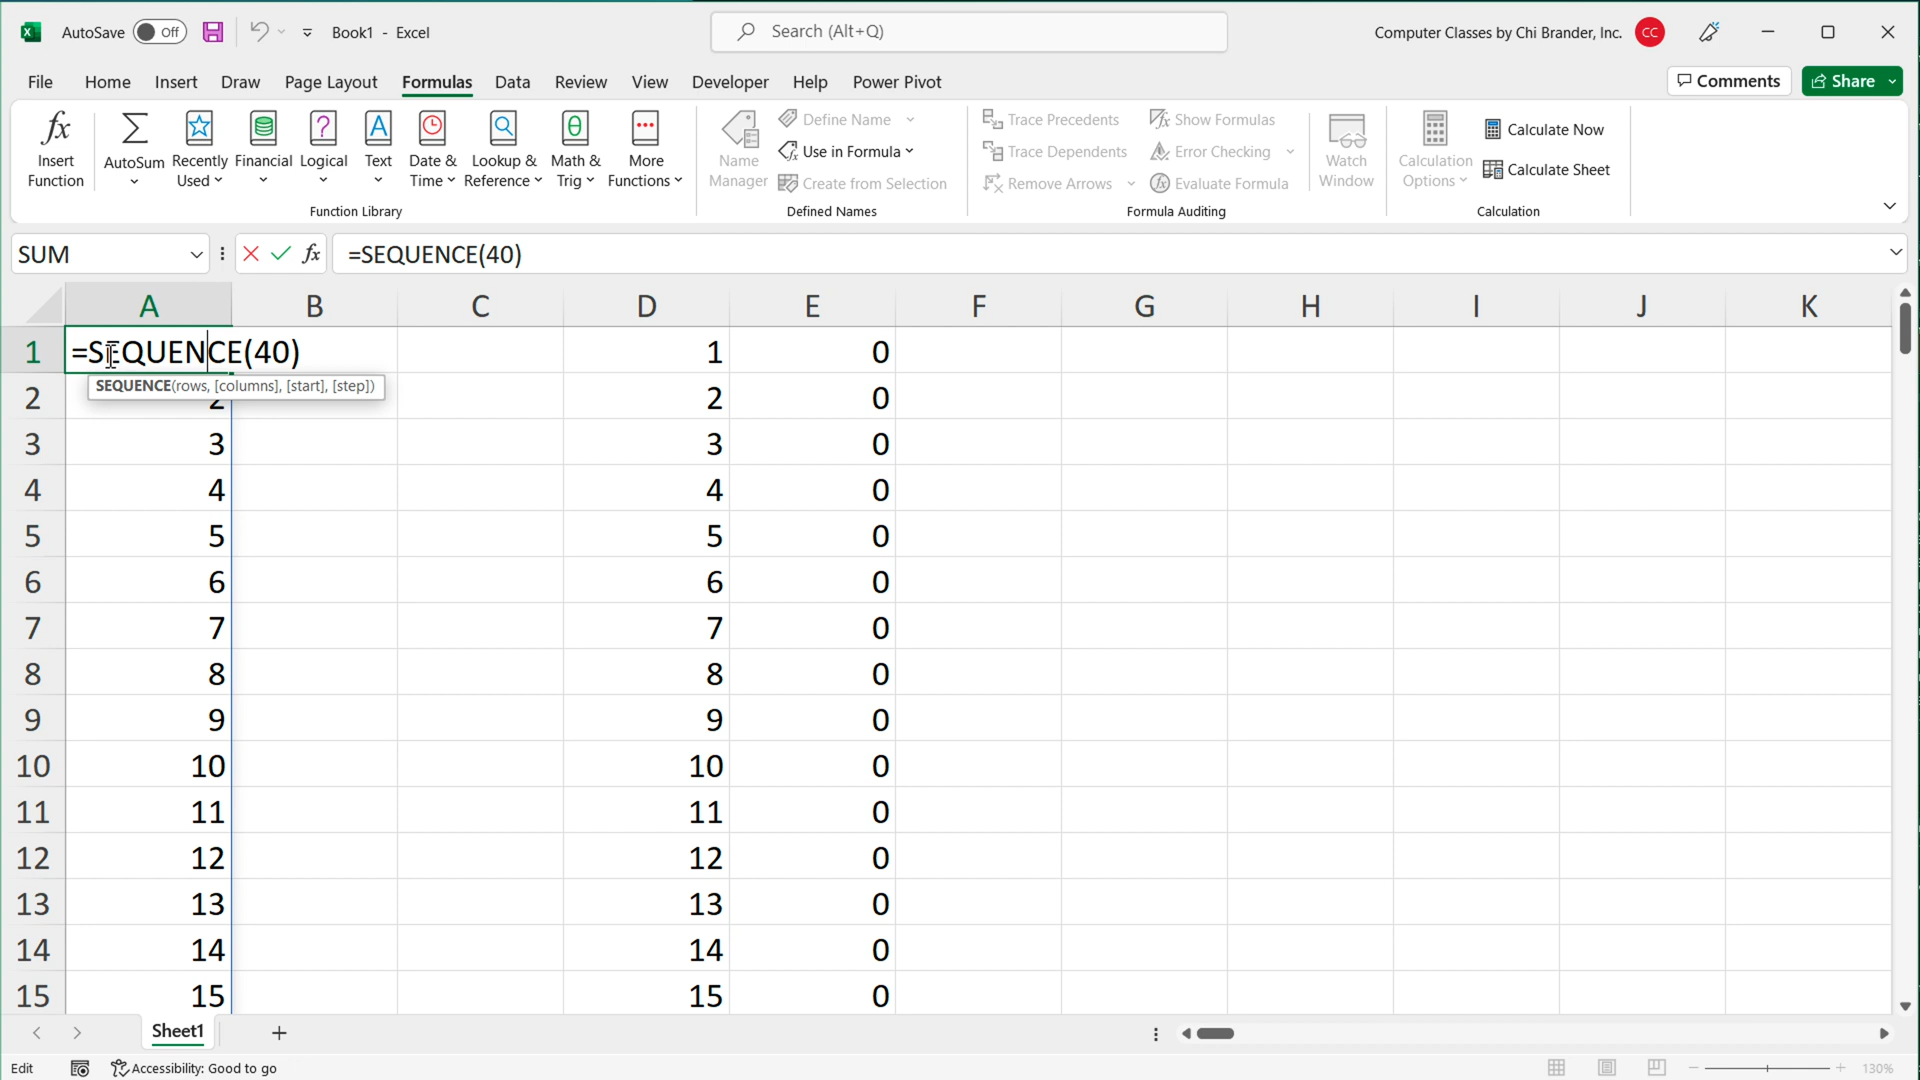 AutoSave Off Book1 - Excel Search (Alt+Q) Computer Classes by Chi Brander, Inc. CC
File Home Insert Draw Page Layout Formulas Data Review View Developer Help Power Pivot Comments Share
Insert Function
AutoSum
Recently Used
Financial
Logical
Text
Date & Time
Lookup & Reference
Math & Trig
More Functions
Function Library
Name Manager
Define Name
Use in Formula
Create from Selection
Defined Names
Trace Precedents
Trace Dependents
Remove Arrows
Show Formulas
Error Checking
Evaluate Formula
Formula Auditing
Watch Window
Calculation Options
Calculate Now
Calculate Sheet
Calculation
SUM fx =SEQUENCE(40)
A B C D E F G H I J K
1 =SEQUENCE(40) 1 0
SEQUENCE(rows, [columns], [start], [step])
2 2 2 0
3 3 3 0
4 4 4 0
5 5 5 0
6 6 6 0
7 7 7 0
8 8 8 0
9 9 9 0
10 10 10 0
11 11 11 0
12 12 12 0
13 13 13 0
14 14 14 0
15 15 15 0
Sheet1
Edit Accessibility: Good to go 130%